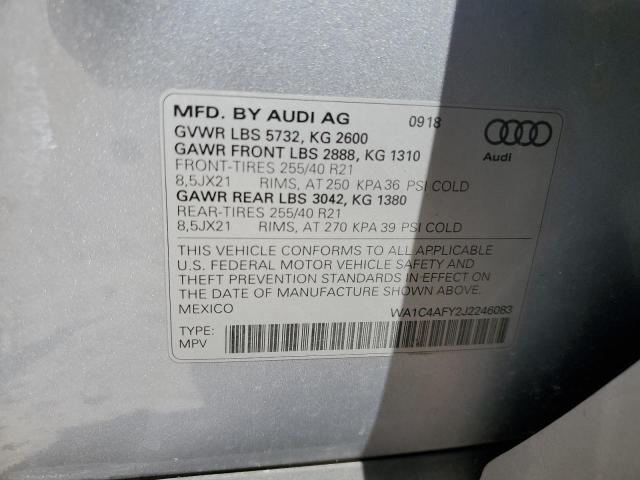 MFD. BY AUDI AG 09 18
GVWR LBS 5732, KG 2600
GAWR FRONT LBS 2888, KG 1310
FRONT-TIRES 255/40 R21
8,5JX21 RIMS, AT 250 KPA 36 PSI COLD
GAWR REAR LBS 3042, KG 1380
REAR-TIRES 255/40 R21
8,5JX21 RIMS, AT 270 KPA 39 PSI COLD
Audi
THIS VEHICLE CONFORMS TO ALL APPLICABLE
U.S. FEDERAL MOTOR VEHICLE SAFETY AND
THEFT PREVENTION STANDARDS IN EFFECT ON
THE DATE OF MANUFACTURE SHOWN ABOVE.
MEXICO WA1C4AFY2J2246083
TYPE:
MPV